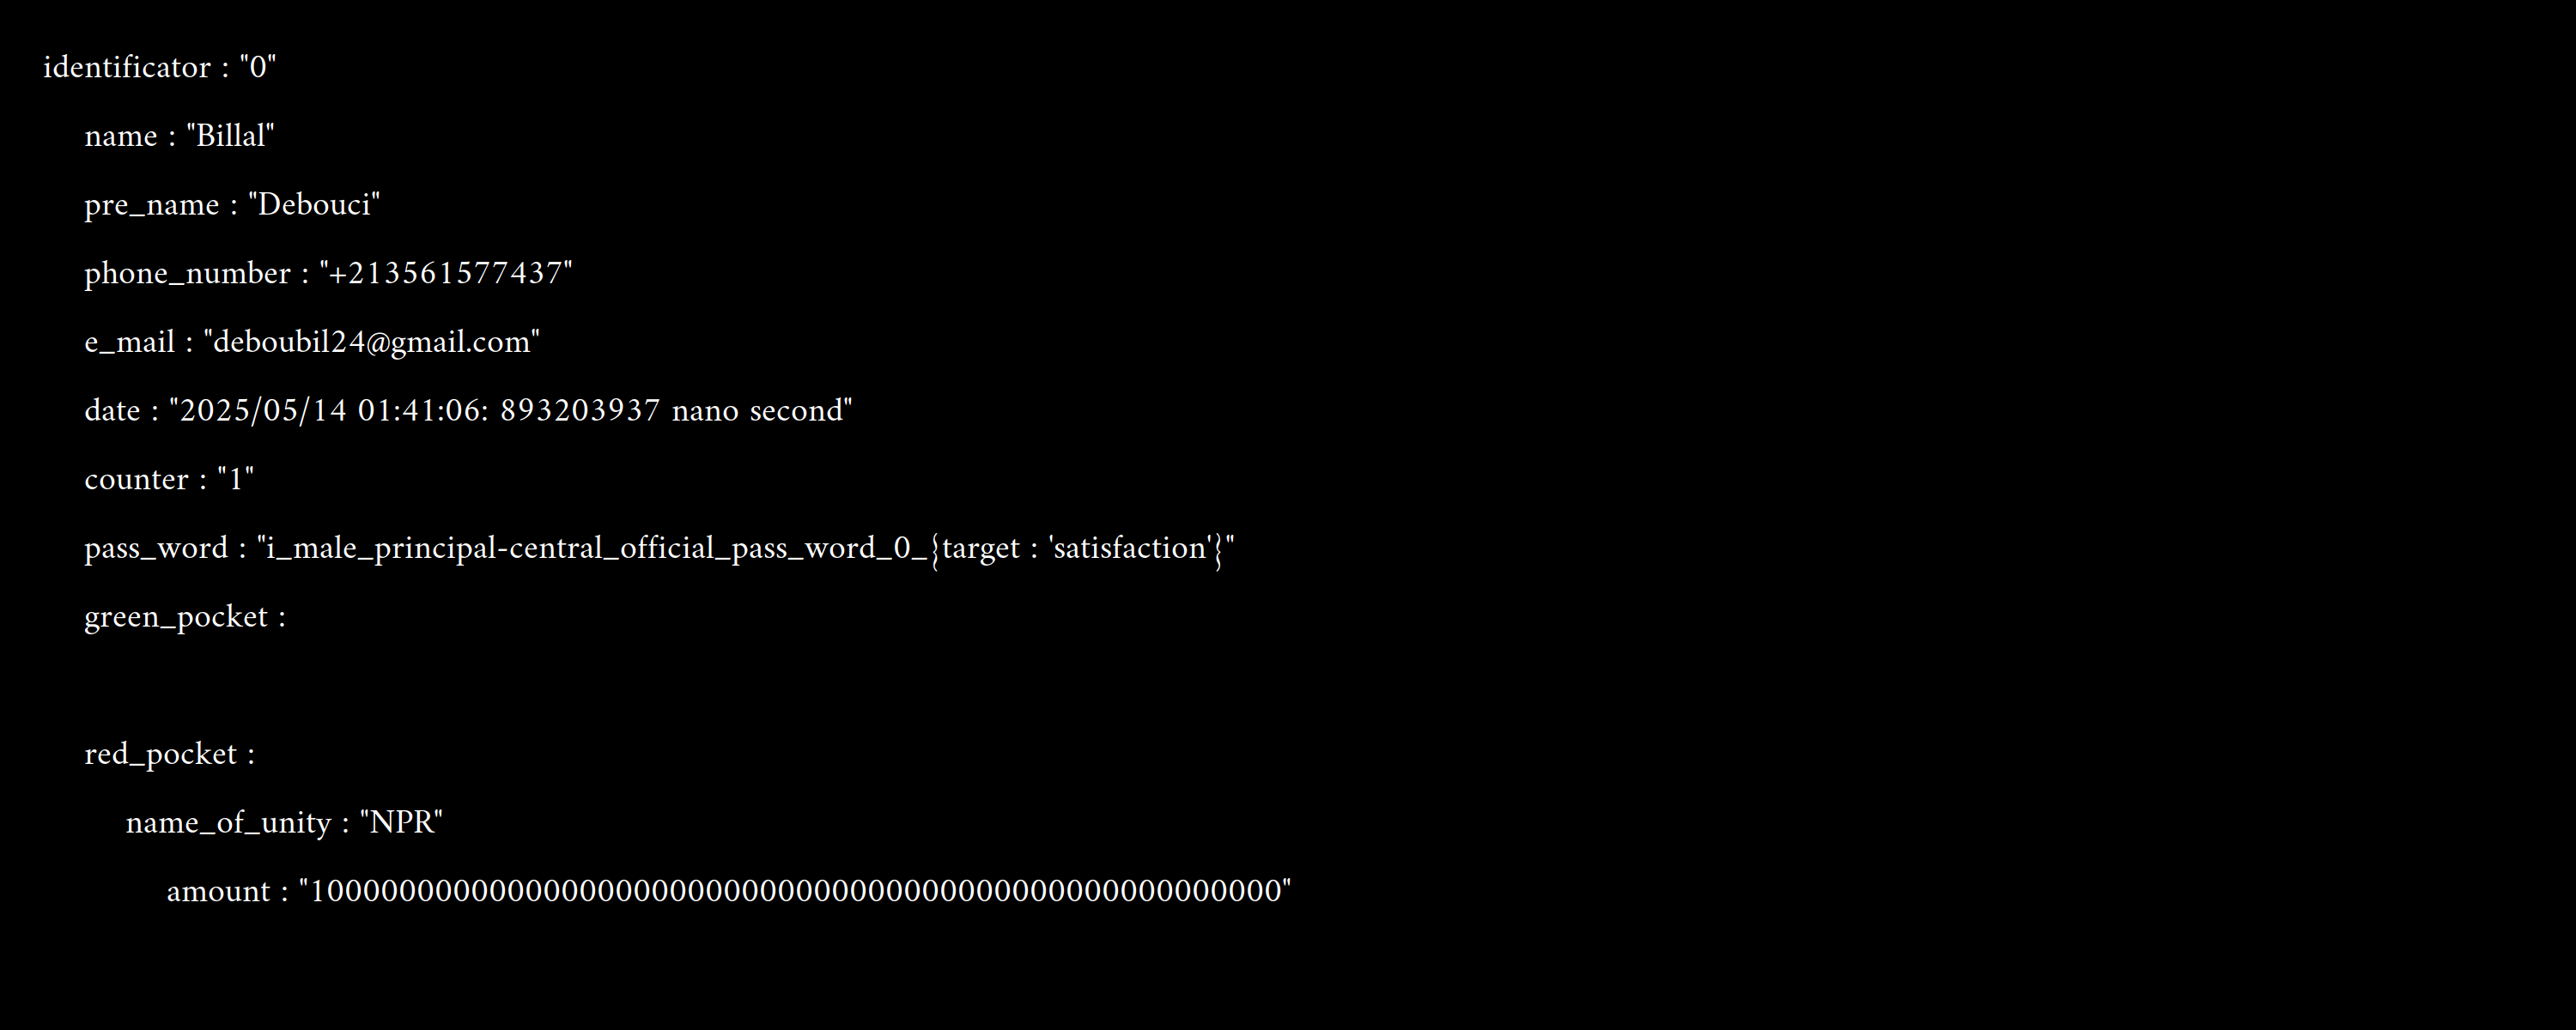 identificator : "0"
name : "Billal"
pre_name : "Debouci"
phone_number : "+213561577437"
e_mail : "deboubil24@gmail.com"
date : "2025/05/14 01:41:06: 893203937 nano second"
counter : "1"
pass_word : "i_male_principal-central_official_pass_word_0_{target : 'satisfaction'}"
green_pocket :
red_pocket :
name_of_unity : "NPR"
amount : "100000000000000000000000000000000000000000000000000000"